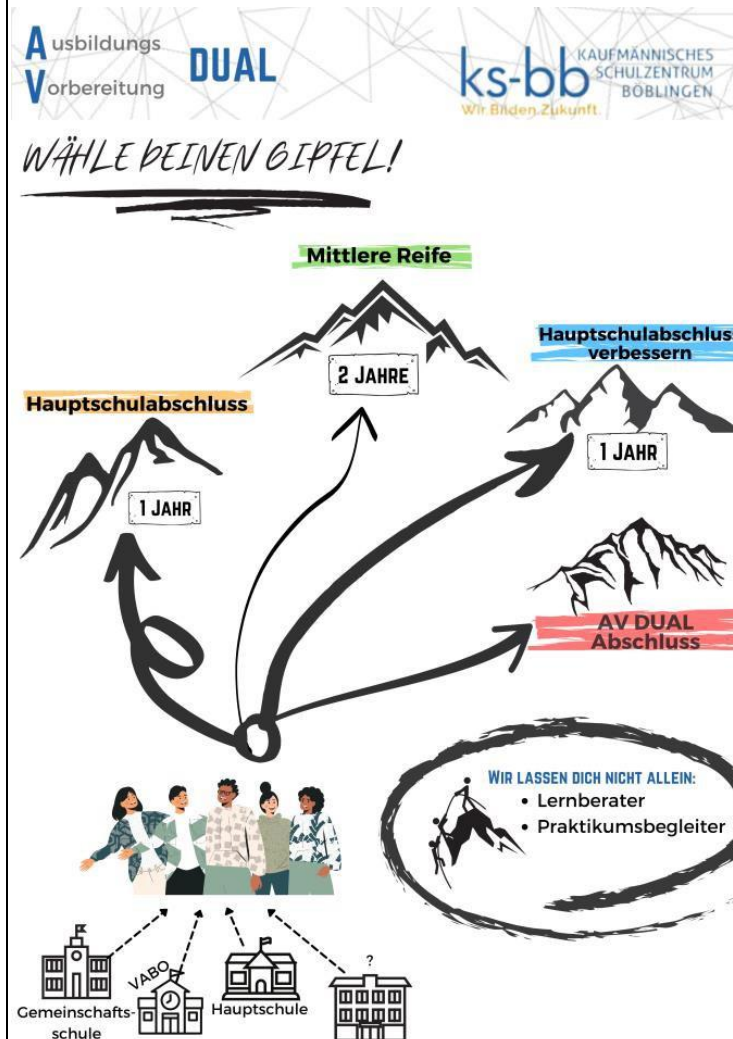 Ausbildungs
Vorbereitung
DUAL
ks-bb
KAUFMÄNNISCHES
SCHULZENTRUM
BÖBLINGEN
Wir.Bilden.Zukunft.
WÄHLE DEINEN GIPFEL!
Mittlere Reife
2 JAHRE
Hauptschulabschluss
verbessern
1 JAHR
Hauptschulabschluss
1 JAHR
AV DUAL
Abschluss
WIR LASSEN DICH NICHT ALLEIN:
• Lernberater
• Praktikumsbegleiter
Gemeinschafts-
schule
VABO
Hauptschule
?